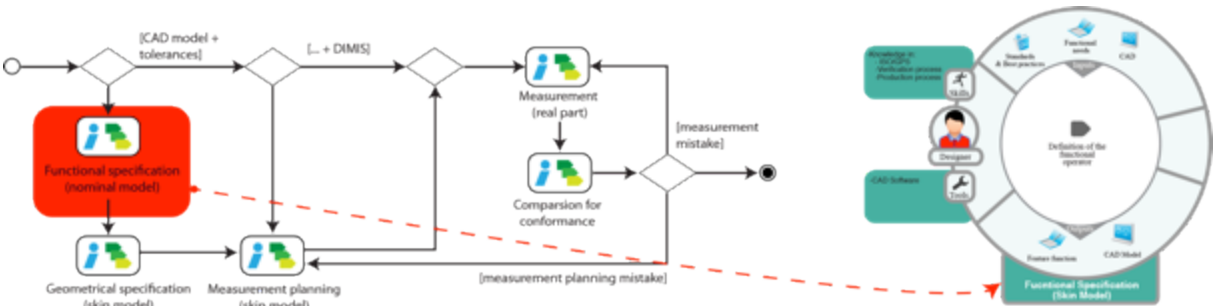 [CAD model +
tolerances]
[... + DIMIS]
Functional specification
(nominal model)
Geometrical specification
(skin model)
Measurement planning
(skin model)
Measurement
(real part)
Comparsion for
conformance
[measurement
mistake]
[measurement planning mistake]
Knowledge in
- ISO/GPS
- Verification process
- Production process
Skills
Designer
-CAD Software
Tools
Standards
& Best practices
Functional
needs
CAD
Inputs
Definition of the
functional
operator
Outputs
Feature function
CAD Model
Fucntional Specification
(Skin Model)